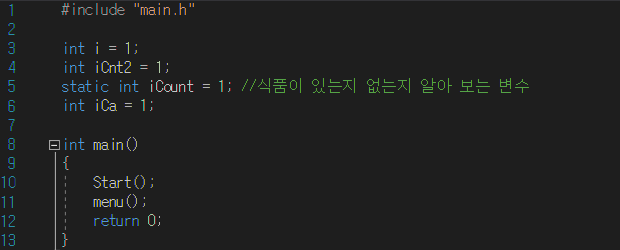 1 #include "main.h"
2
3 int i = 1;
4 int iCnt2 = 1;
5 static int iCount = 1; //식품이 있는지 없는지 알아 보는 변수
6 int iCa = 1;
7
8 int main()
9 {
10 Start();
11 menu();
12 return 0;
13 }